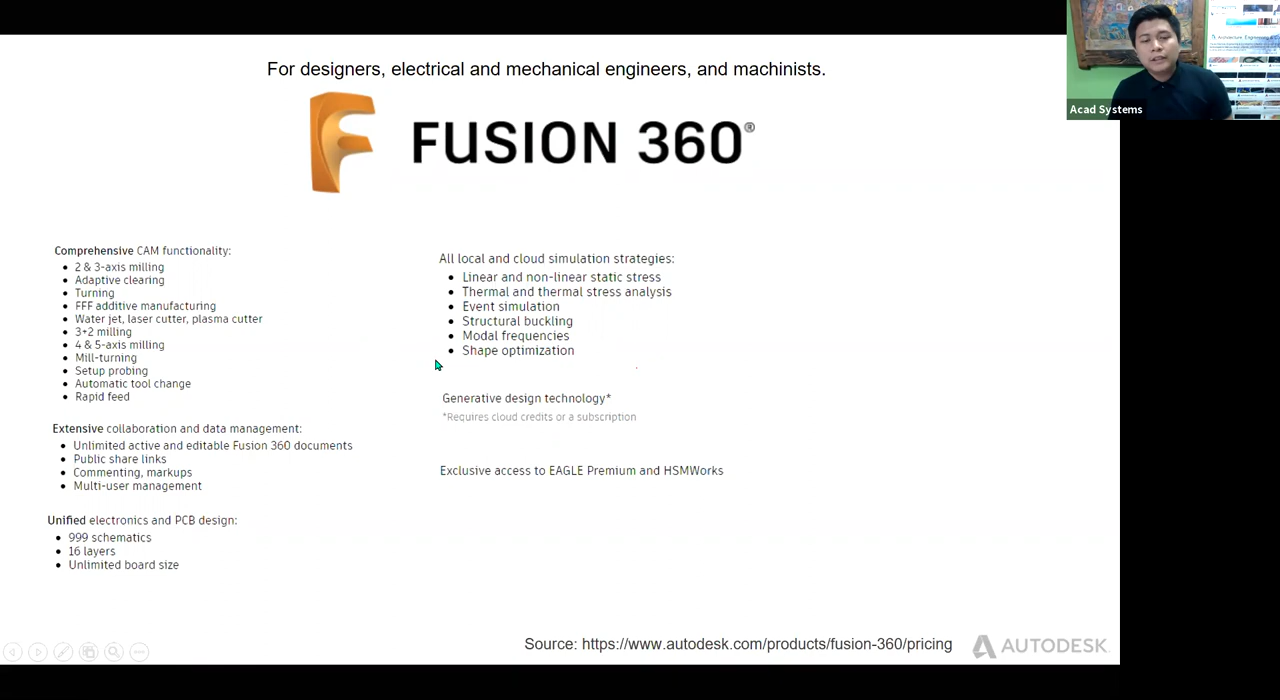 For designers, electrical and mechanical engineers, and machinists.
FUSION 360®
Comprehensive CAM functionality:
• 2 & 3-axis milling
• Adaptive clearing
• Turning
• FFF additive manufacturing
• Water jet, laser cutter, plasma cutter
• 3+2 milling
• 4 & 5-axis milling
• Mill-turning
• Setup probing
• Automatic tool change
• Rapid feed
Extensive collaboration and data management:
• Unlimited active and editable Fusion 360 documents
• Public share links
• Commenting, markups
• Multi-user management
Unified electronics and PCB design:
• 999 schematics
• 16 layers
• Unlimited board size
All local and cloud simulation strategies:
• Linear and non-linear static stress
• Thermal and thermal stress analysis
• Event simulation
• Structural buckling
• Modal frequencies
• Shape optimization
Generative design technology*
*Requires cloud credits or a subscription
Exclusive access to EAGLE Premium and HSMWorks
Source: https://www.autodesk.com/products/fusion-360/pricing
AUTODESK.
Acad Systems